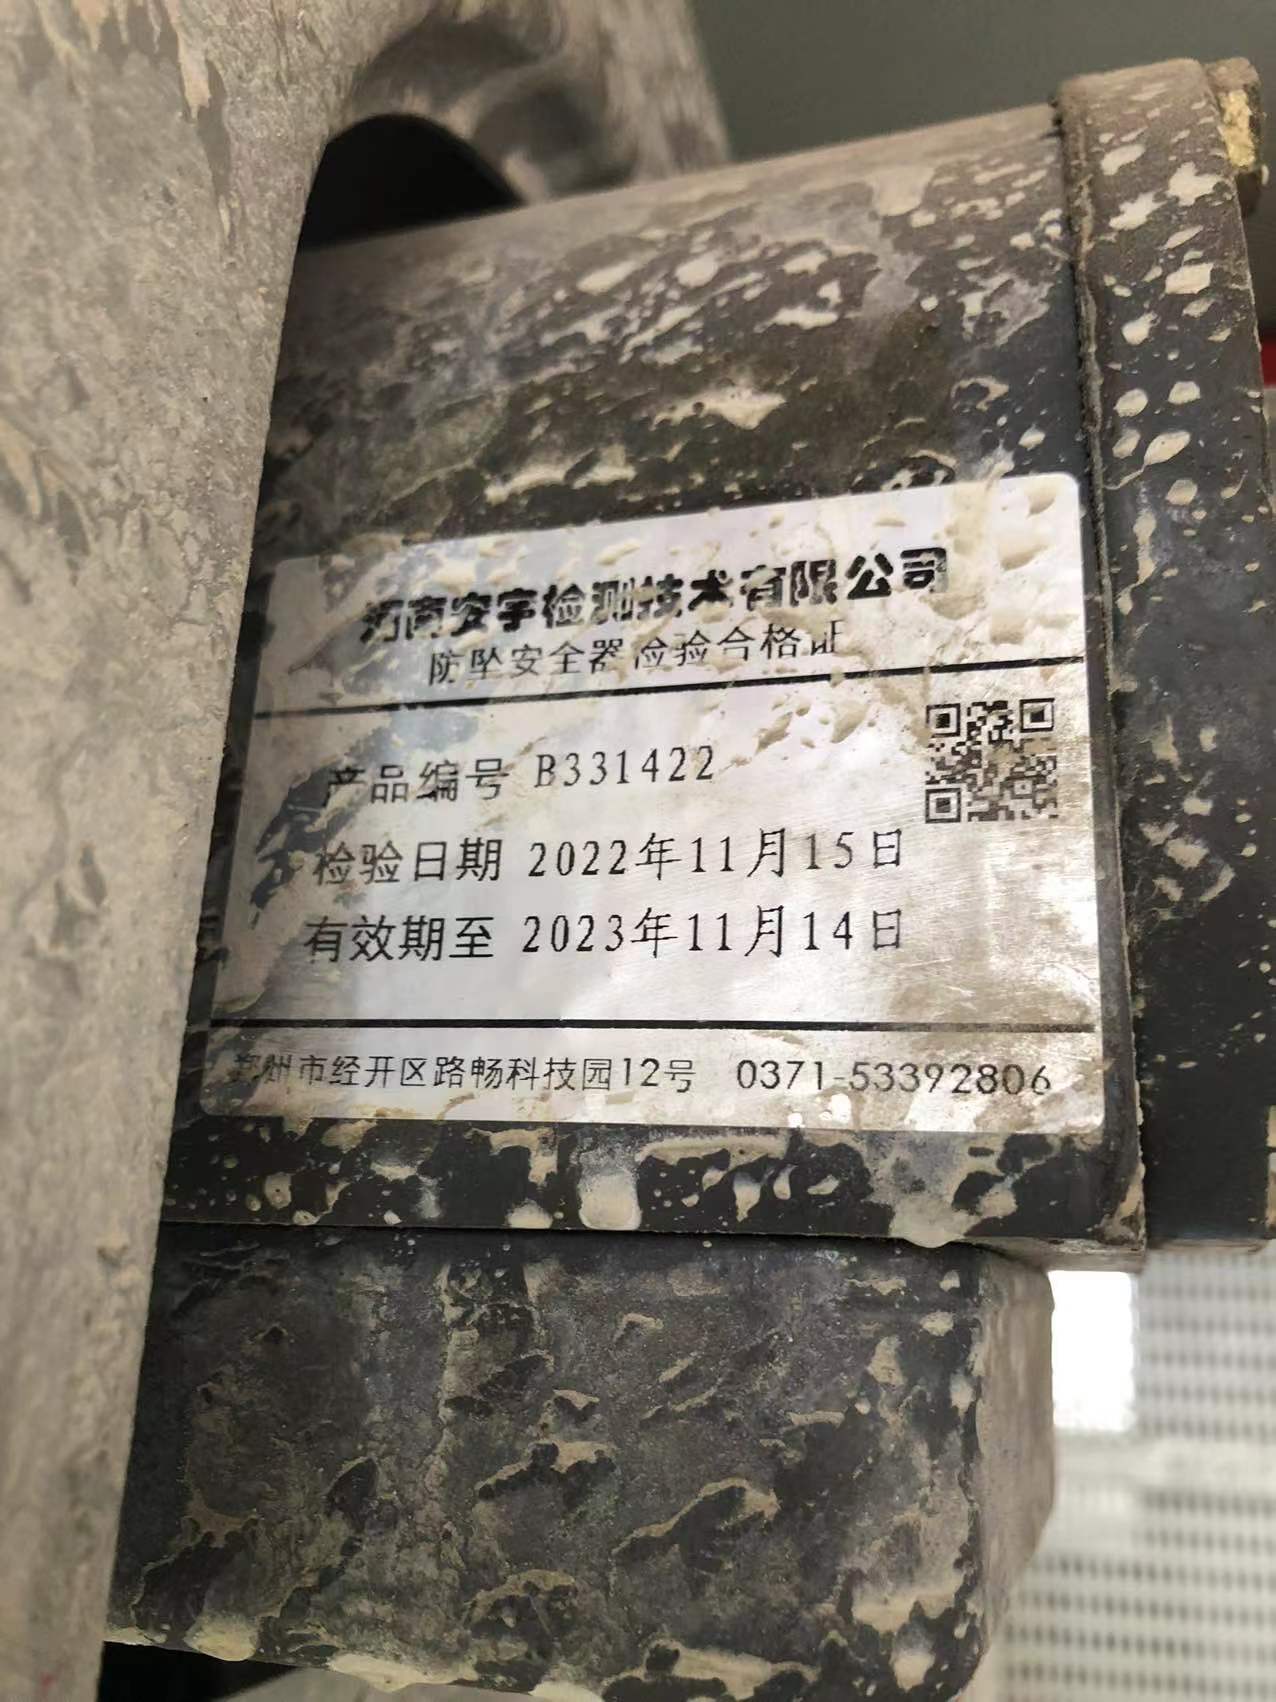 河南安宇检测技术有限公司
防坠安全器检验合格证
产品编号 B331422
检验日期 2022年11月15日
有效期至 2023年11月14日
郑州市经开区路畅科技园12号 0371-53392806